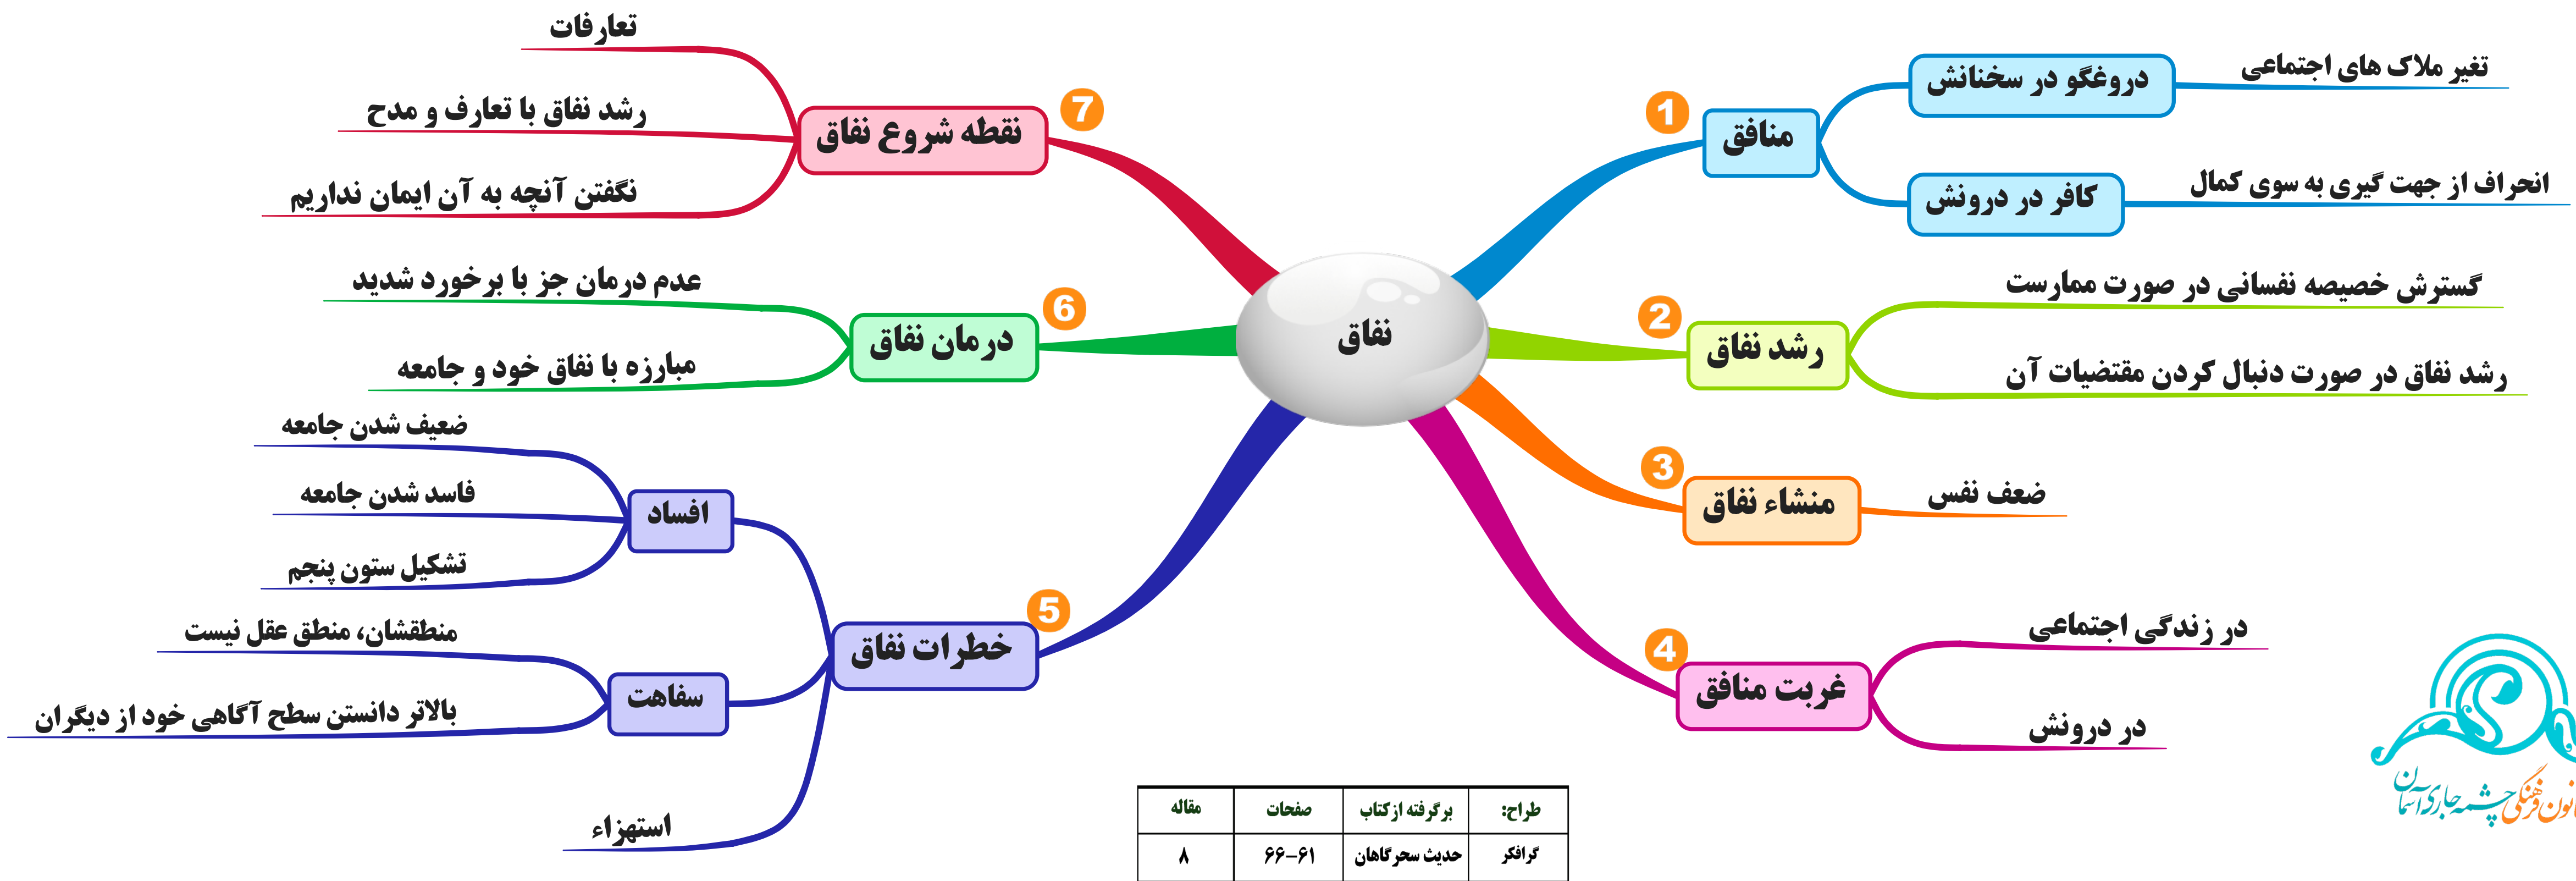 نفاق
1
منافق
دروغگو در سخنانش
تغیر ملاک های اجتماعی
کافر در درونش
انحراف از جهت گیری به سوی کمال
2
رشد نفاق
گسترش خصیصه نفسانی در صورت ممارست
رشد نفاق در صورت دنبال کردن مقتضیات آن
3
منشاء نفاق
ضعف نفس
4
غربت منافق
در زندگی اجتماعی
در درونش
5
خطرات نفاق
افساد
ضعیف شدن جامعه
فاسد شدن جامعه
تشکیل ستون پنجم
سفاهت
منطقشان، منطق عقل نیست
بالاتر دانستن سطح آگاهی خود از دیگران
استهزاء
6
درمان نفاق
عدم درمان جز با برخورد شدید
مبارزه با نفاق خود و جامعه
7
نقطه شروع نفاق
تعارفات
رشد نفاق با تعارف و مدح
نگفتن آنچه به آن ایمان نداریم
طراح: برگرفته از کتاب صفحات مقاله
گرافکر حدیث سحرگاهان ۶۱-۶۶ ۸
فرهنگی چشمه جاری آسمان